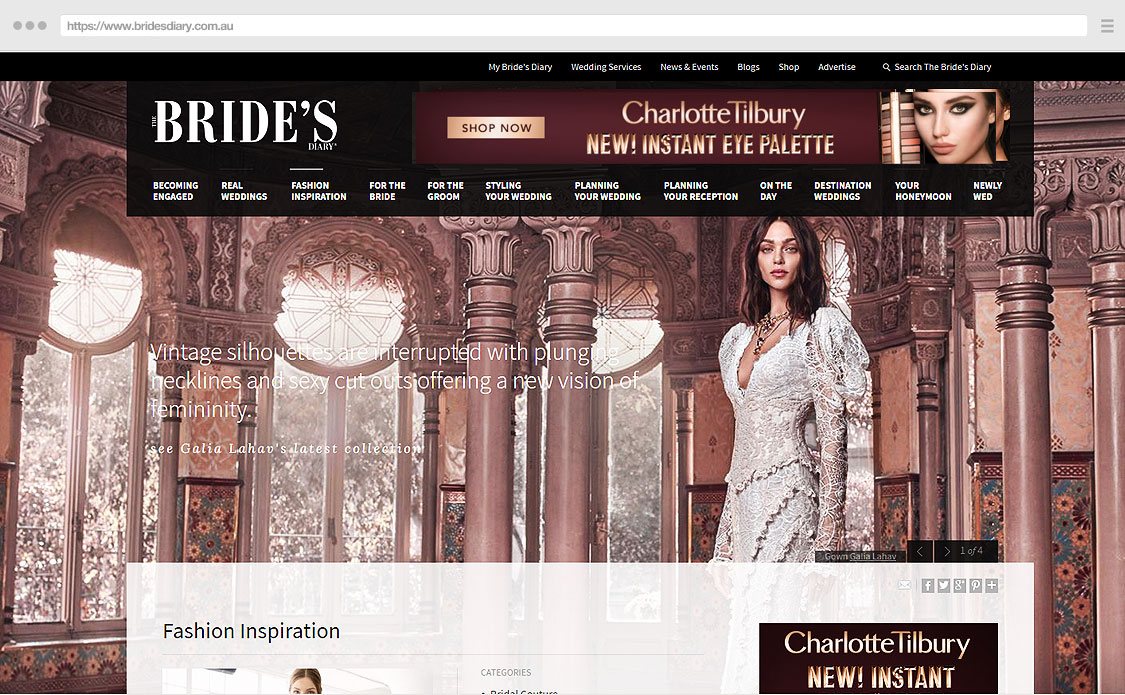 https://www.bridesdiary.com.au
My Bride's Diary Wedding Services News & Events Blogs Shop Advertise Search The Bride's Diary
THE BRIDE'S DIARY®
SHOP NOW
CharlotteTilbury
NEW! INSTANT EYE PALETTE
BECOMING ENGAGED
REAL WEDDINGS
FASHION INSPIRATION
FOR THE BRIDE
FOR THE GROOM
STYLING YOUR WEDDING
PLANNING YOUR WEDDING
PLANNING YOUR RECEPTION
ON THE DAY
DESTINATION WEDDINGS
YOUR HONEYMOON
NEWLY WED
Vintage silhouettes are interrupted with plunging
necklines and sexy cut outs offering a new vision of
femininity.
see Galia Lahav's latest collection
Gown Galia Lahav
1 of 4
Fashion Inspiration
CATEGORIES
Bridal Couture
CharlotteTilbury
NEW! INSTANT